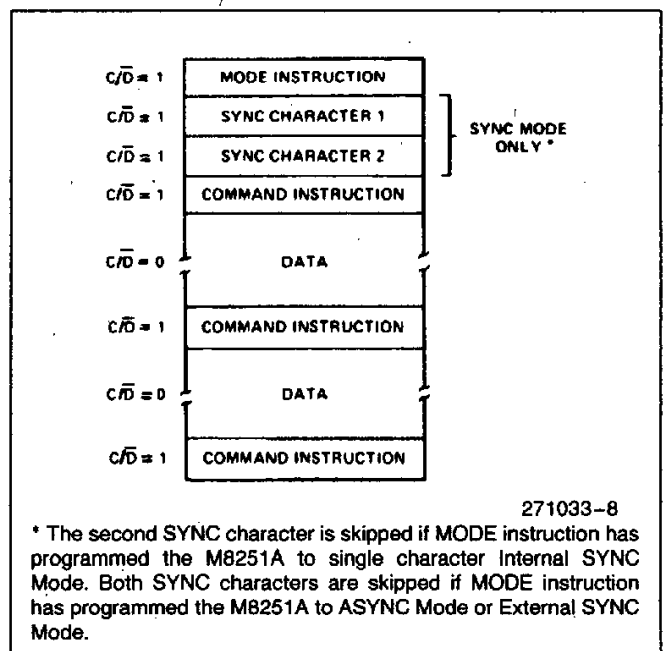 C/D̅ = 1 MODE INSTRUCTION
C/D̅ = 1 SYNC CHARACTER 1
SYNC MODE
ONLY *
C/D̅ = 1 SYNC CHARACTER 2
C/D̅ = 1 COMMAND INSTRUCTION
C/D̅ = 0 DATA
C/D̅ = 1 COMMAND INSTRUCTION
C/D̅ = 0 DATA
C/D̅ = 1 COMMAND INSTRUCTION
271033–8
* The second SYNC character is skipped if MODE instruction has
programmed the M8251A to single character Internal SYNC
Mode. Both SYNC characters are skipped if MODE instruction
has programmed the M8251A to ASYNC Mode or External SYNC
Mode.